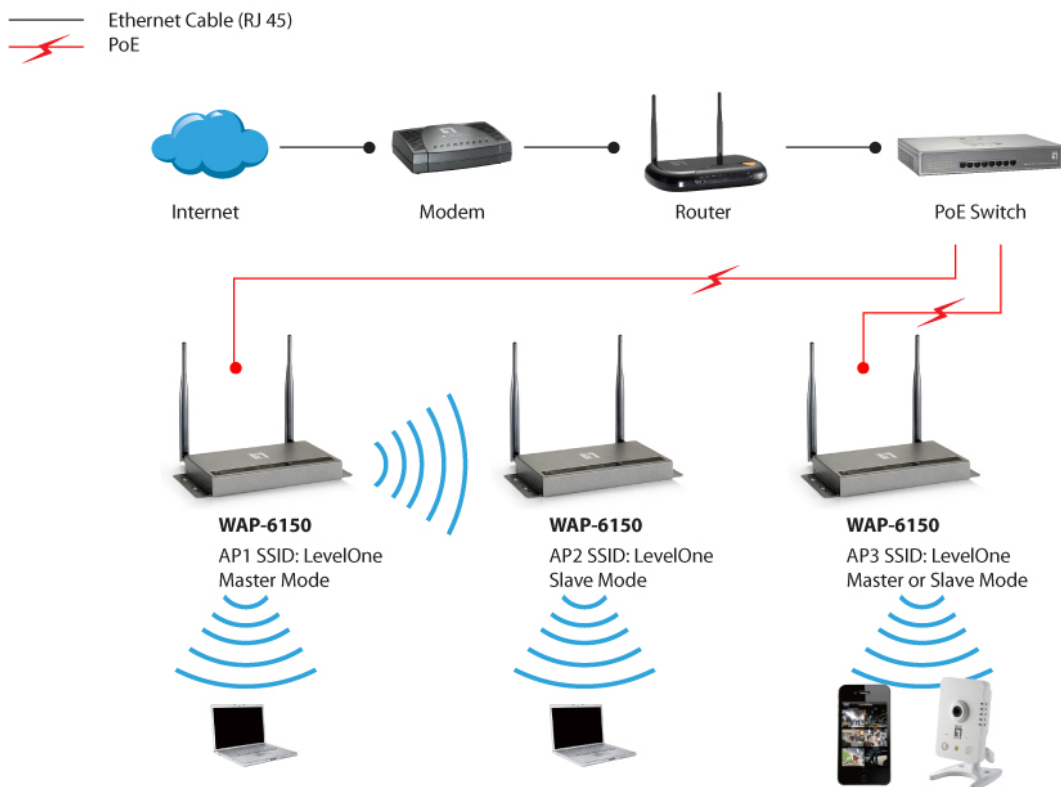 Ethernet Cable (RJ 45)
PoE
Internet
Modem
Router
PoE Switch
WAP-6150
AP1 SSID: LevelOne
Master Mode
WAP-6150
AP2 SSID: LevelOne
Slave Mode
WAP-6150
AP3 SSID: LevelOne
Master or Slave Mode